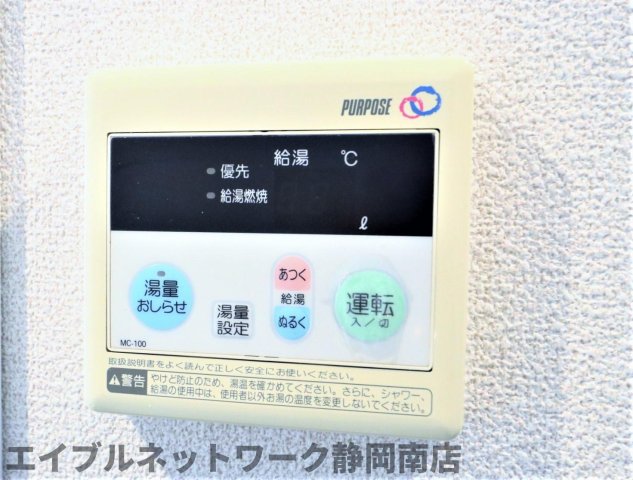 PURPOSE
給湯 ℃
優先
給湯燃焼
ℓ
湯量
おしらせ
湯量
設定
あつく
給湯
ぬるく
運転
入/切
MC-100
取扱説明書をよく読んで正しく安全にお使いください。
警告
やけど防止のため、湯温を確かめてください。さらに、シャワー、
給湯の使用中は、使用者以外お湯の温度を変更しないでください。
エイブルネットワーク静岡南店